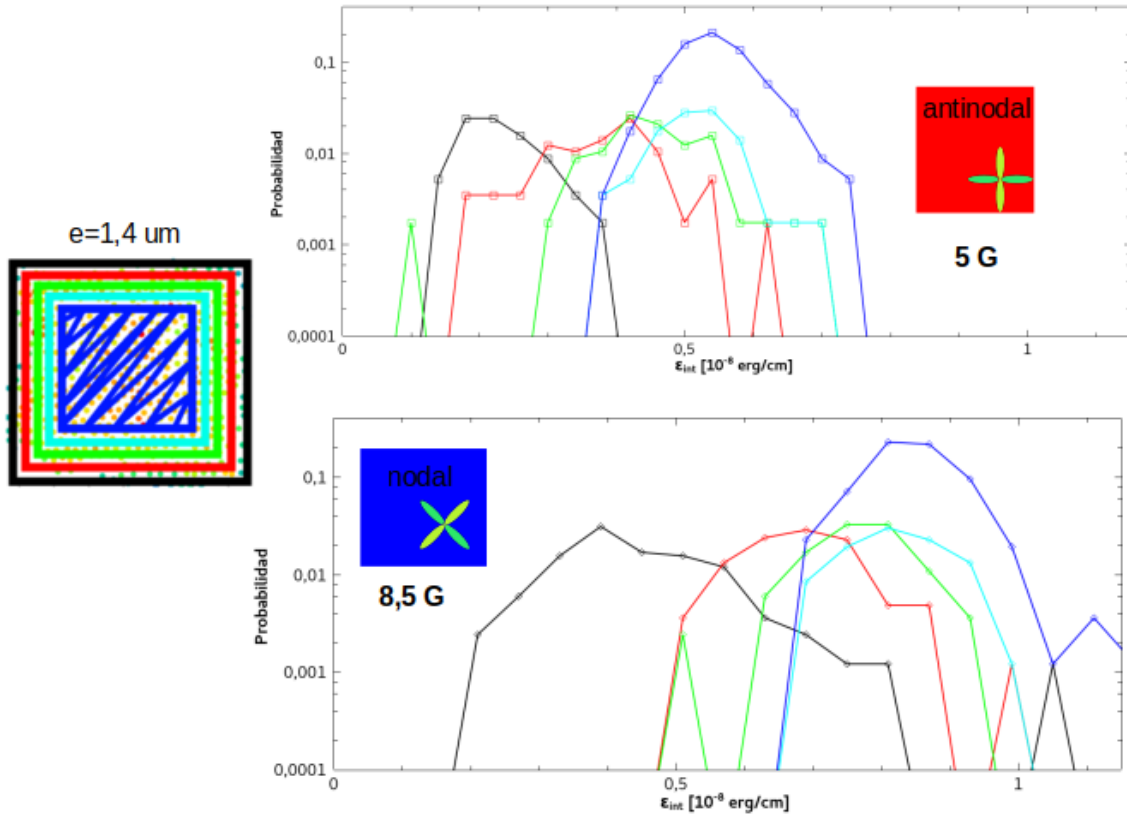 e=1,4 um
Probabilidad
0,1
0,01
0,001
0,0001
0
0,5
1
ε_int [10⁻⁸ erg/cm]
antinodal
5 G
Probabilidad
0,1
0,01
0,001
0,0001
0
0,5
1
ε_int [10⁻⁸ erg/cm]
nodal
8,5 G